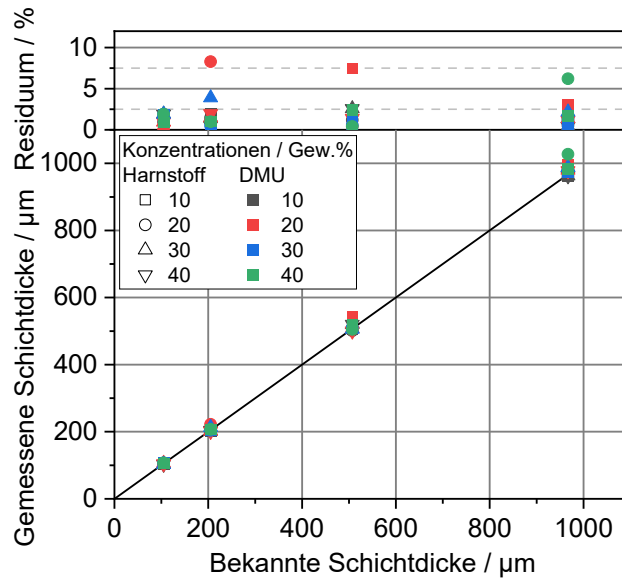 Residuum / %
10
5
0
Gemessene Schichtdicke / µm
1000
800
600
400
200
0
Konzentrationen / Gew.%
Harnstoff DMU
10 10
20 20
30 30
40 40
0 200 400 600 800 1000
Bekannte Schichtdicke / µm